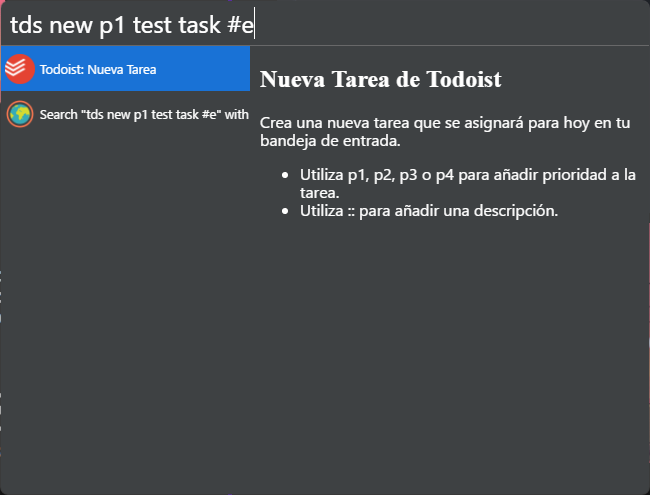 tds new p1 test task #e
Todoist: Nueva Tarea
Search "tds new p1 test task #e" with
Nueva Tarea de Todoist
Crea una nueva tarea que se asignará para hoy en tu
bandeja de entrada.
Utiliza p1, p2, p3 o p4 para añadir prioridad a la
tarea.
Utiliza :: para añadir una descripción.